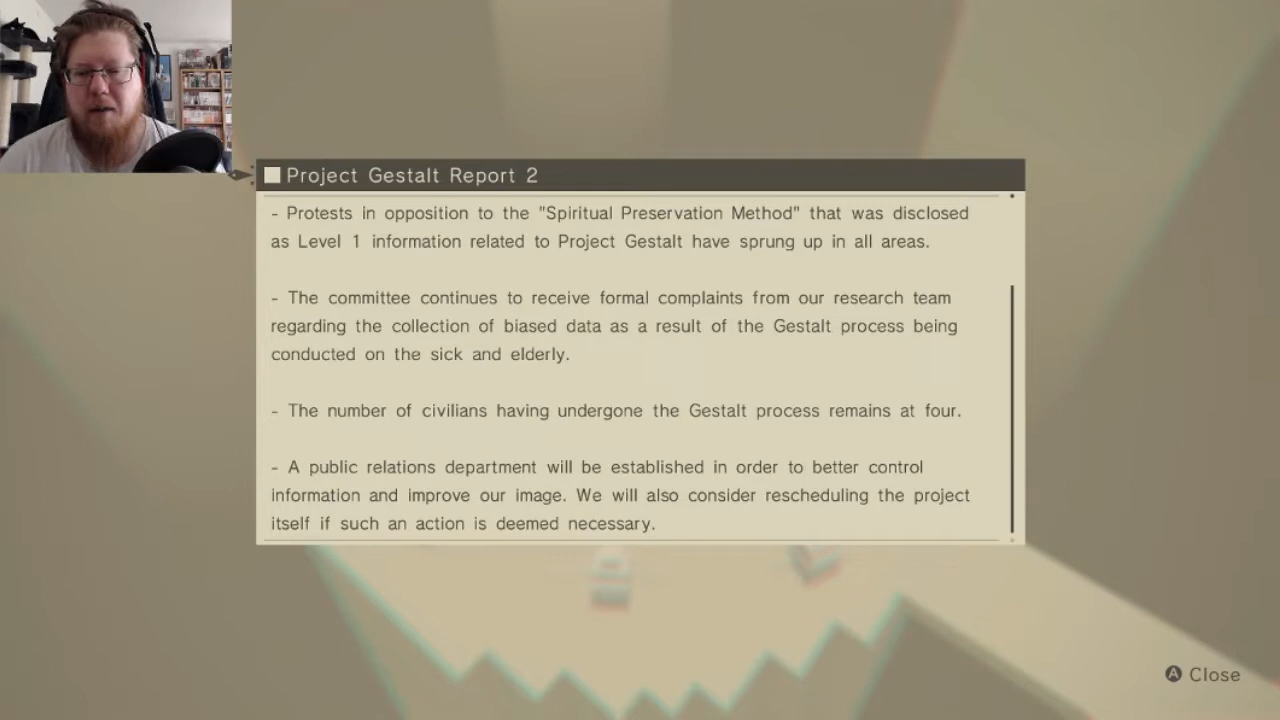 Project Gestalt Report 2
- Protests in opposition to the "Spiritual Preservation Method" that was disclosed
as Level 1 information related to Project Gestalt have sprung up in all areas.
- The committee continues to receive formal complaints from our research team
regarding the collection of biased data as a result of the Gestalt process being
conducted on the sick and elderly.
- The number of civilians having undergone the Gestalt process remains at four.
- A public relations department will be established in order to better control
information and improve our image. We will also consider rescheduling the project
itself if such an action is deemed necessary.
A Close